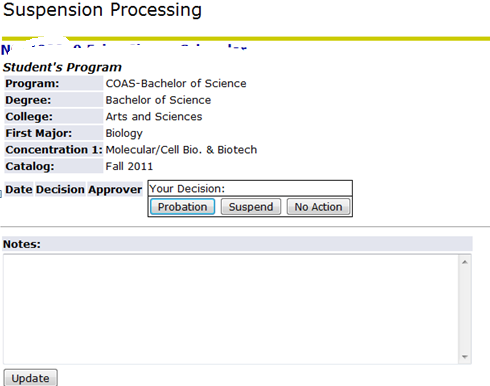 Suspension Processing
Student's Program
Program: COAS-Bachelor of Science
Degree: Bachelor of Science
College: Arts and Sciences
First Major: Biology
Concentration 1: Molecular/Cell Bio. & Biotech
Catalog: Fall 2011
Date Decision Approver Your Decision:
Probation Suspend No Action
Notes:
Update